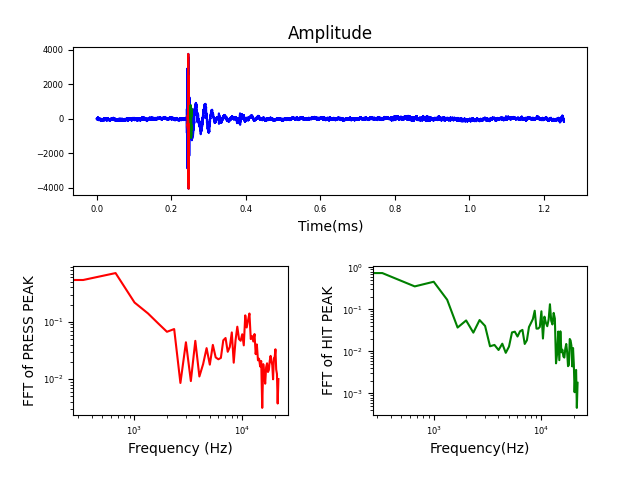 Amplitude
4000
2000
0
−2000
−4000
0.0 0.2 0.4 0.6 0.8 1.0 1.2
Time(ms)
FFT of PRESS PEAK
10⁻¹
10⁻²
10³ 10⁴
Frequency (Hz)
FFT of HIT PEAK
10⁰
10⁻¹
10⁻²
10⁻³
10³ 10⁴
Frequency(Hz)